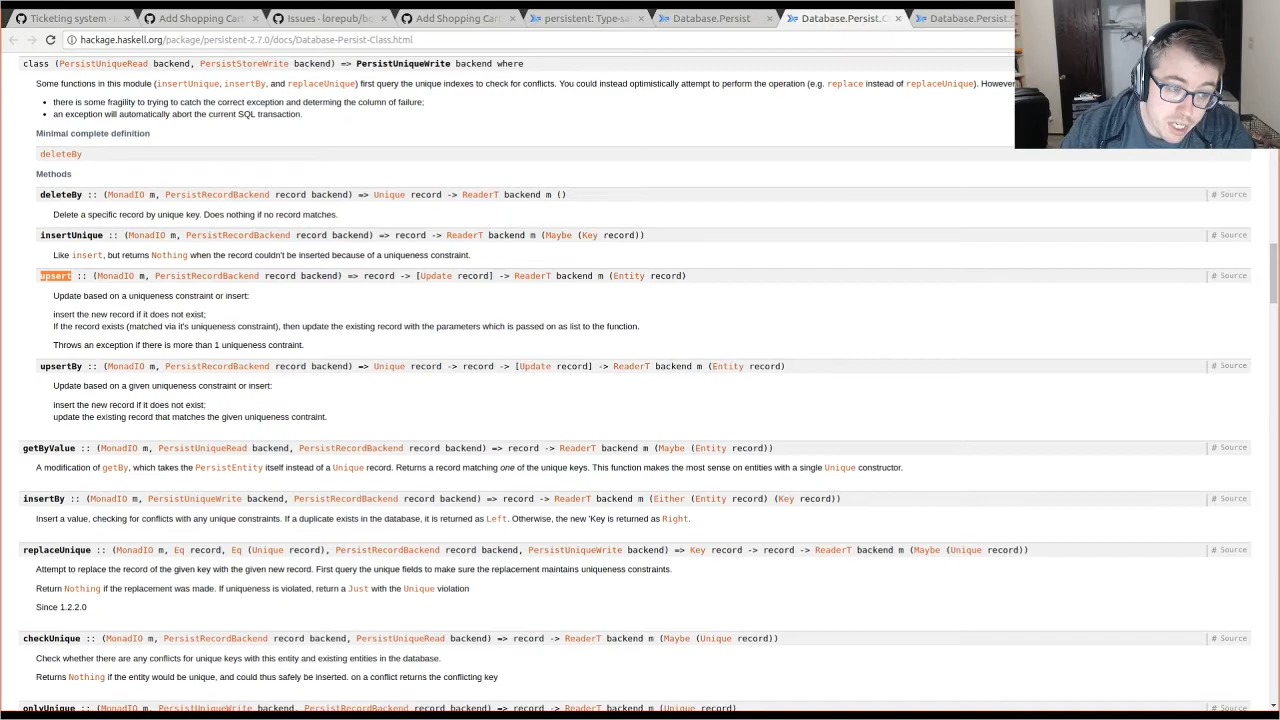 Ticketing system - i
Add Shopping Cart
Issues - lorepub/bo
Add Shopping Cart
persistent: Type-sa
Database.Persist
Database.Persist.C
Database.Persist.S
hackage.haskell.org/package/persistent-2.7.0/docs/Database-Persist-Class.html
class (PersistUniqueRead backend, PersistStoreWrite backend) => PersistUniqueWrite backend where
Some functions in this module (insertUnique, insertBy, and replaceUnique) first query the unique indexes to check for conflicts. You could instead optimistically attempt to perform the operation (e.g. replace instead of replaceUnique). However
• there is some fragility to trying to catch the correct exception and determing the column of failure;
• an exception will automatically abort the current SQL transaction.
Minimal complete definition
deleteBy
Methods
deleteBy :: (MonadIO m, PersistRecordBackend record backend) => Unique record -> ReaderT backend m ()
# Source
Delete a specific record by unique key. Does nothing if no record matches.
insertUnique :: (MonadIO m, PersistRecordBackend record backend) => record -> ReaderT backend m (Maybe (Key record))
# Source
Like insert, but returns Nothing when the record couldn't be inserted because of a uniqueness constraint.
upsert :: (MonadIO m, PersistRecordBackend record backend) => record -> [Update record] -> ReaderT backend m (Entity record)
# Source
Update based on a uniqueness constraint or insert:
insert the new record if it does not exist;
If the record exists (matched via it's uniqueness constraint), then update the existing record with the parameters which is passed on as list to the function.
Throws an exception if there is more than 1 uniqueness contraint.
upsertBy :: (MonadIO m, PersistRecordBackend record backend) => Unique record -> record -> [Update record] -> ReaderT backend m (Entity record)
# Source
Update based on a given uniqueness constraint or insert:
insert the new record if it does not exist;
update the existing record that matches the given uniqueness contraint.
getByValue :: (MonadIO m, PersistUniqueRead backend, PersistRecordBackend record backend) => record -> ReaderT backend m (Maybe (Entity record))
# Source
A modification of getBy, which takes the PersistEntity itself instead of a Unique record. Returns a record matching one of the unique keys. This function makes the most sense on entities with a single Unique constructor.
insertBy :: (MonadIO m, PersistUniqueWrite backend, PersistRecordBackend record backend) => record -> ReaderT backend m (Either (Entity record) (Key record))
# Source
Insert a value, checking for conflicts with any unique constraints. If a duplicate exists in the database, it is returned as Left. Otherwise, the new 'Key is returned as Right.
replaceUnique :: (MonadIO m, Eq record, Eq (Unique record), PersistRecordBackend record backend, PersistUniqueWrite backend) => Key record -> record -> ReaderT backend m (Maybe (Unique record))
# Source
Attempt to replace the record of the given key with the given new record. First query the unique fields to make sure the replacement maintains uniqueness constraints.
Return Nothing if the replacement was made. If uniqueness is violated, return a Just with the Unique violation
Since 1.2.2.0
checkUnique :: (MonadIO m, PersistRecordBackend record backend, PersistUniqueRead backend) => record -> ReaderT backend m (Maybe (Unique record))
# Source
Check whether there are any conflicts for unique keys with this entity and existing entities in the database.
Returns Nothing if the entity would be unique, and could thus safely be inserted. on a conflict returns the conflicting key
onlyUnique :: (MonadIO m, PersistUniqueWrite backend, PersistRecordBackend record backend) => record -> ReaderT backend m (Unique record)
# Source